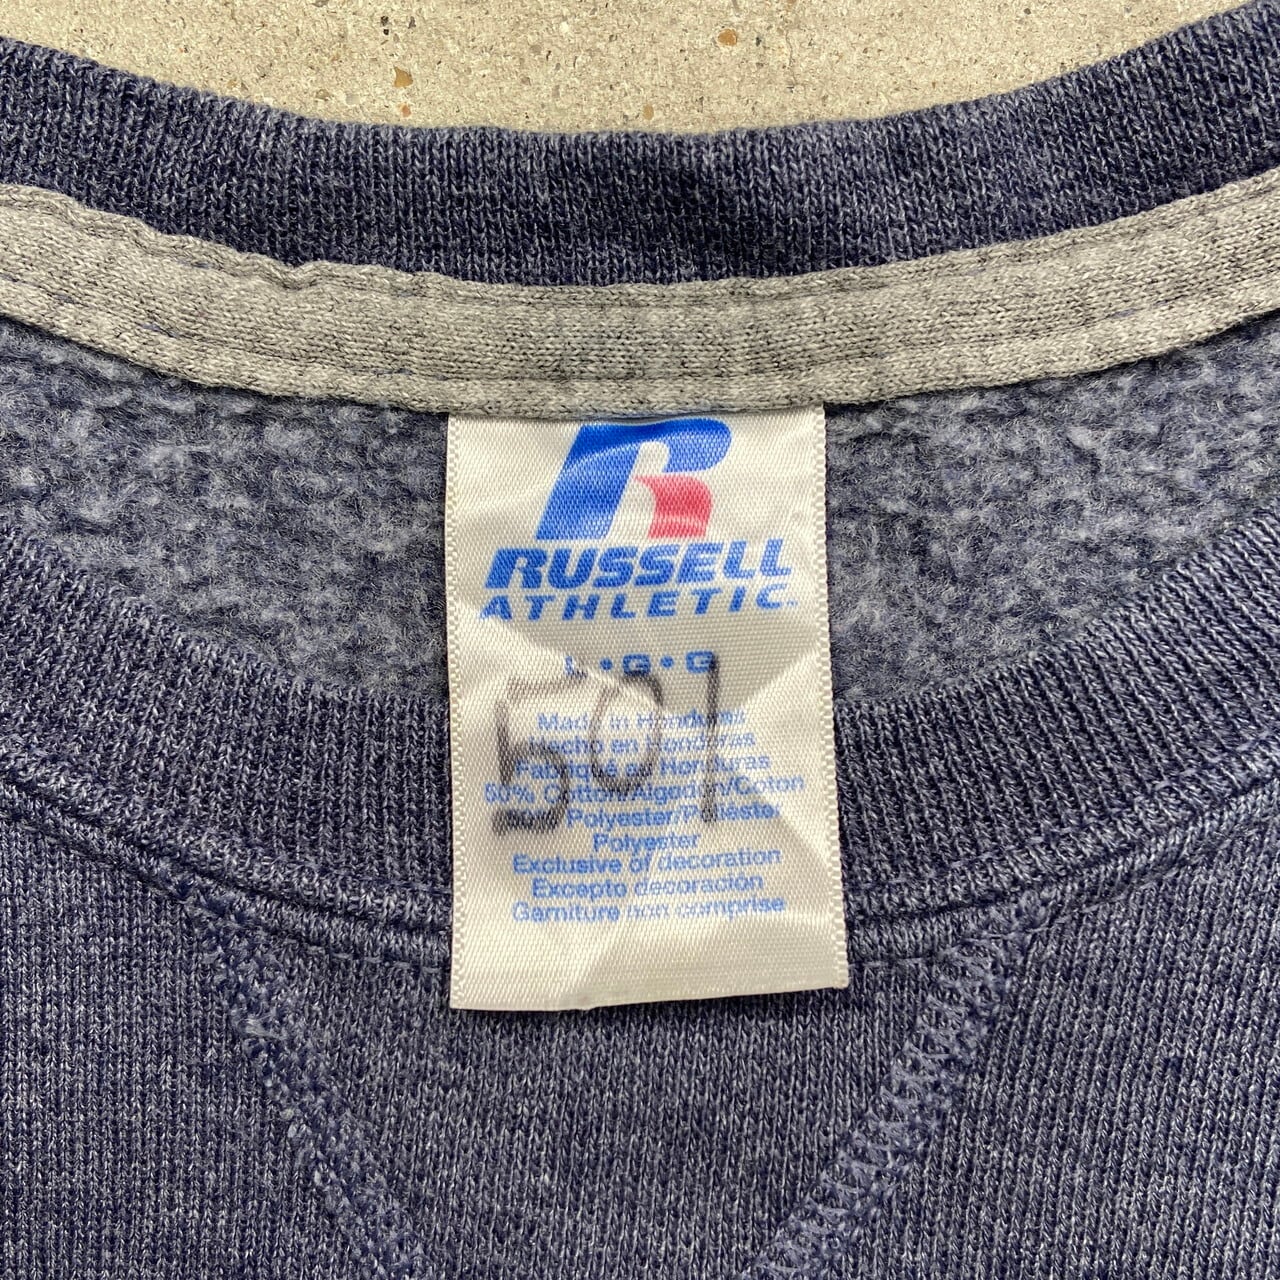 R
RUSSELL
ATHLETIC™
L•G•G
501
Made in Honduras
Hecho en Honduras
Fabriqué au Honduras
50% Cotton/Algodón/Coton
50% Polyester/Poliéster
Polyester
Exclusive of decoration
Excepto decoración
Garniture non comprise